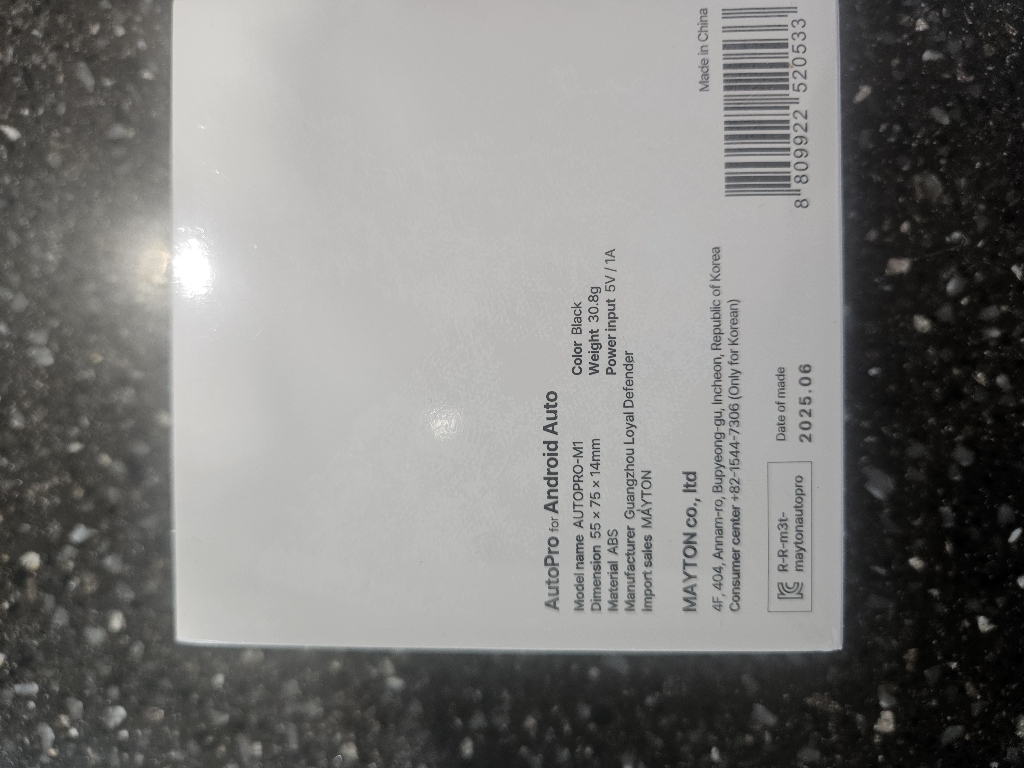 AutoPro for Android Auto
Model name AUTOPRO-M1
Color Black
Dimension 55 x 75 x 14mm
Weight 30.8g
Material ABS
Power input 5V / 1A
Manufacturer Guangzhou Loyal Defender
Import sales MAYTON
MAYTON co., ltd
4F, 404, Annam-ro, Bupyeong-gu, Incheon, Republic of Korea
Consumer center +82-1544-7306 (Only for Korean)
R-R-m3t-
maytonautopro
Date of made
2025.06
Made in China
8 809922 520533